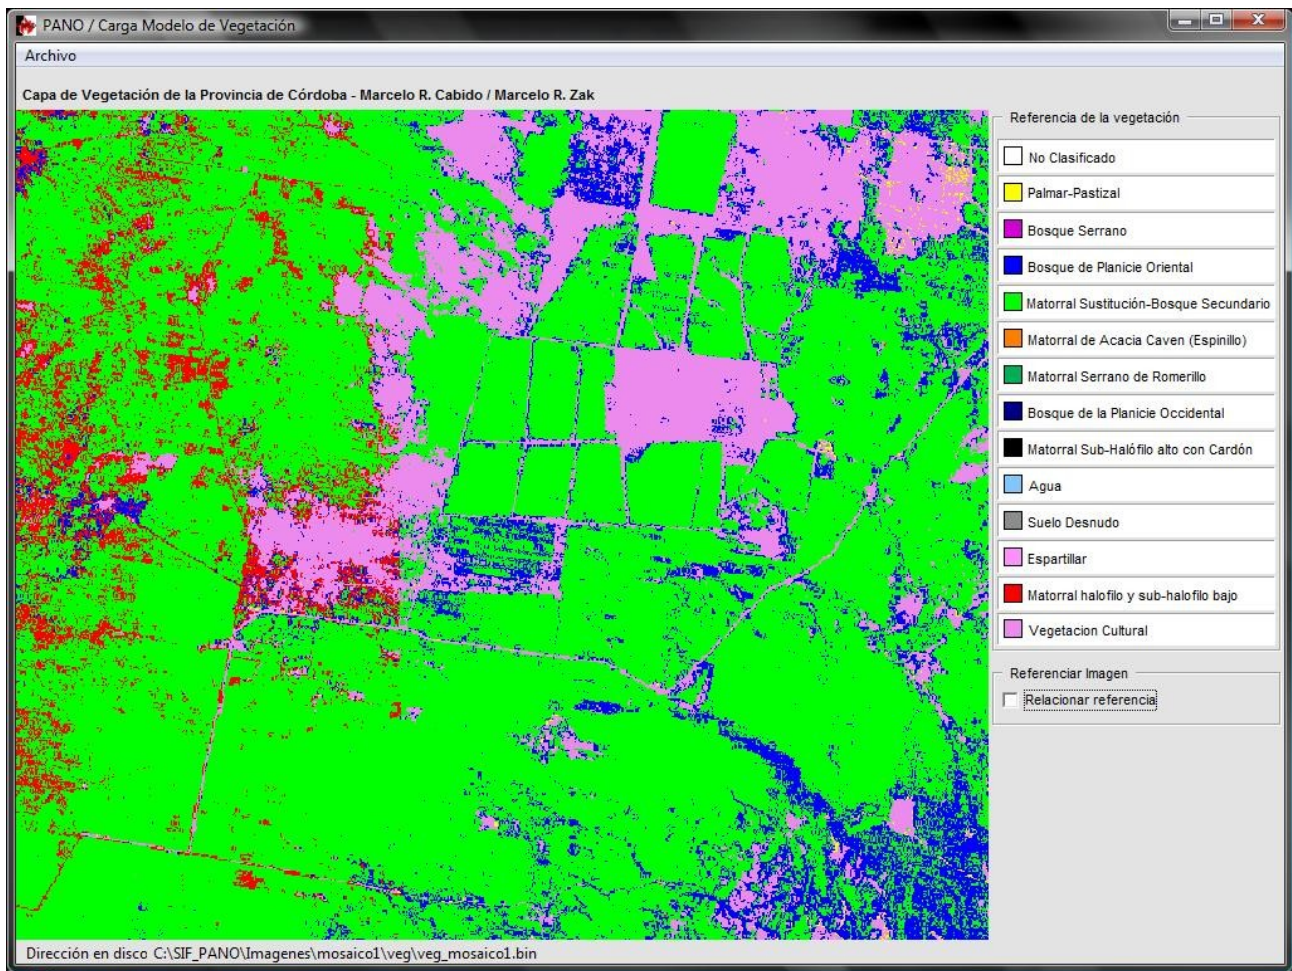 PANO / Carga Modelo de Vegetación
Archivo
Capa de Vegetación de la Provincia de Córdoba - Marcelo R. Cabido / Marcelo R. Zak
Referencia de la vegetación
No Clasificado
Palmar-Pastizal
Bosque Serrano
Bosque de Planicie Oriental
Matorral Sustitución-Bosque Secundario
Matorral de Acacia Caven (Espinillo)
Matorral Serrano de Romerillo
Bosque de la Planicie Occidental
Matorral Sub-Halófilo alto con Cardón
Agua
Suelo Desnudo
Espartillar
Matorral halofilo y sub-halofilo bajo
Vegetacion Cultural
Referenciar Imagen
Relacionar referencia
Dirección en disco C:\SIF_PANO\Imagenes\mosaico1\veg\veg_mosaico1.bin